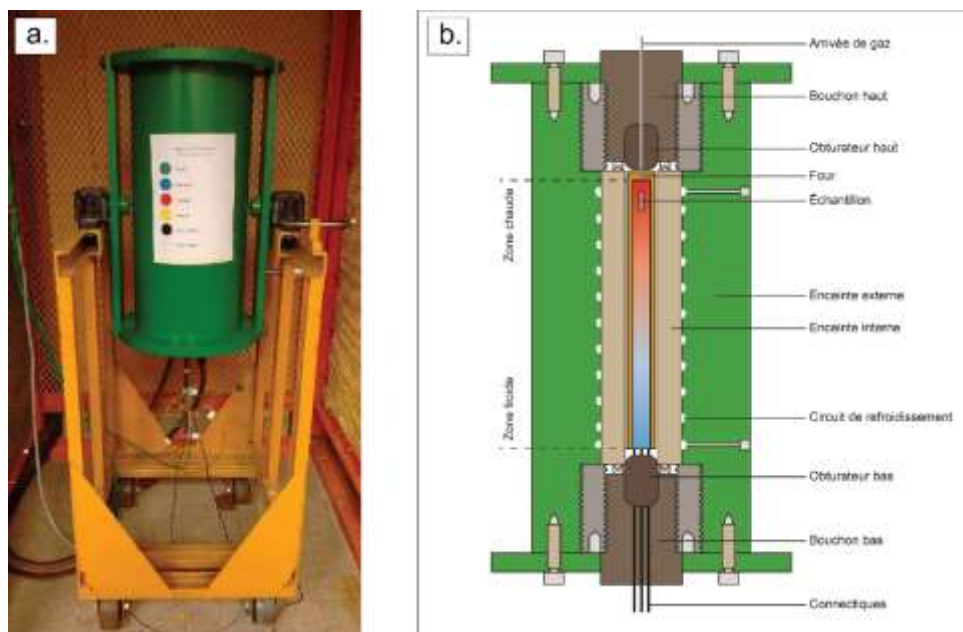 a.
b.
Arrivée de gaz
Bouchon haut
Obturateur haut
Four
Échantillon
Zone chaude
Enceinte externe
Enceinte interne
Zone froide
Circuit de refroidissement
Obturateur bas
Bouchon bas
Connectiques